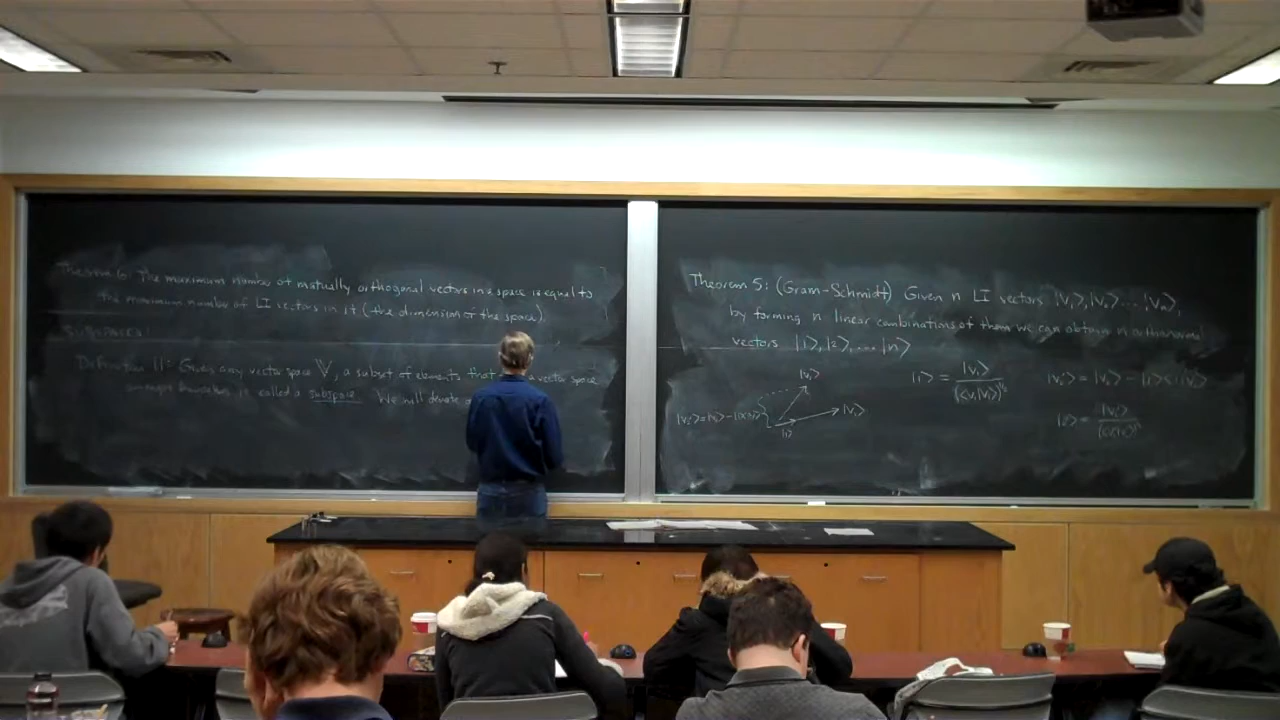 Theorem 6: The maximum number of mutually orthogonal vectors in a space is equal to
the maximum number of LI vectors in it (the dimension of the space).
SUBSPACES:
Definition 11: Given any vector space 𝕍, a subset of elements that vector space
is called a subspace. We will denote
Theorem 5: (Gram-Schmidt) Given n LI vectors |V₁>, |V₂> ... |Vₙ>,
by forming n linear combinations of them we can obtain n orthonormal
vectors |1>, |2>, ... |n>
|V₂>
|V₁>
|1>
|1> = |V₁> / (<V₁|V₁>)^½
|V₂'> = |V₂> - |1><1|V₂>
|2> = |V₂'>